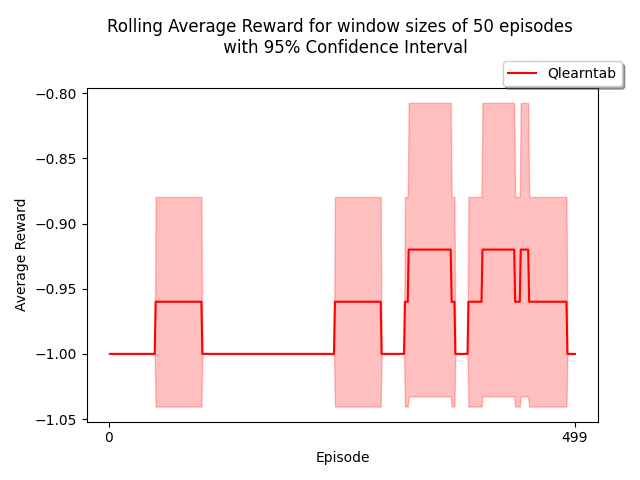 Rolling Average Reward for window sizes of 50 episodes
with 95% Confidence Interval
Qlearntab
−0.80
−0.85
−0.90
−0.95
−1.00
−1.05
Average Reward
0
499
Episode